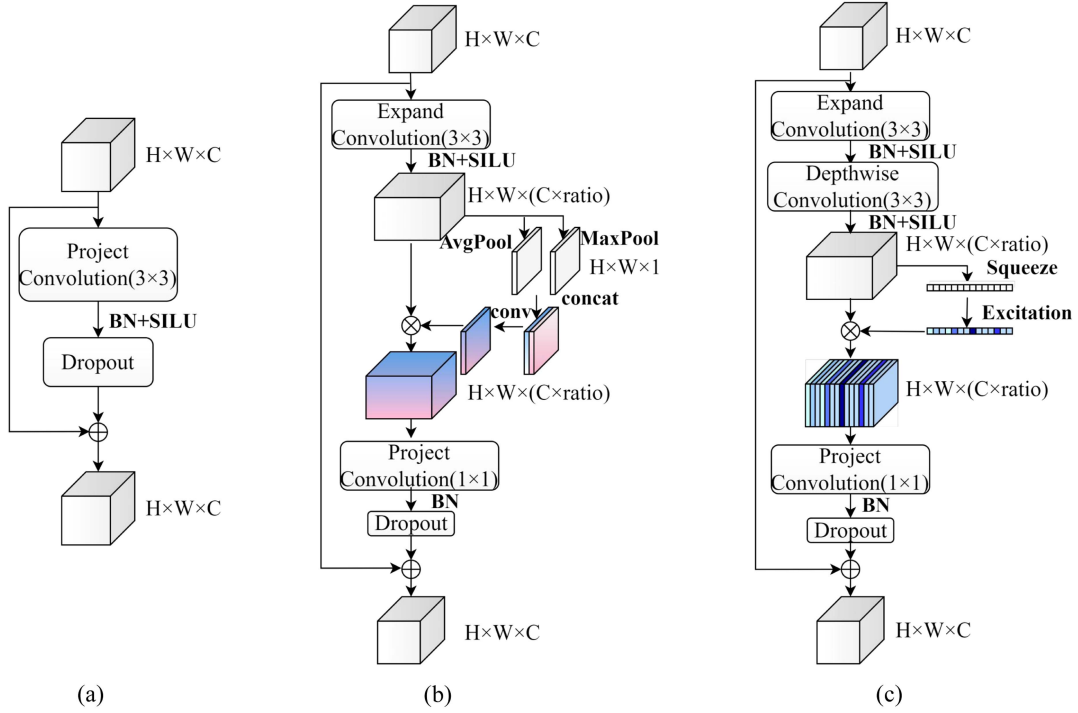 H×W×C
Project
Convolution(3×3)
BN+SILU
Dropout
H×W×C
(a)
H×W×C
Expand
Convolution(3×3)
BN+SILU
H×W×(C×ratio)
AvgPool
MaxPool
H×W×1
concat
conv
H×W×(C×ratio)
Project
Convolution(1×1)
BN
Dropout
H×W×C
(b)
H×W×C
Expand
Convolution(3×3)
BN+SILU
Depthwise
Convolution(3×3)
BN+SILU
H×W×(C×ratio)
Squeeze
Excitation
H×W×(C×ratio)
Project
Convolution(1×1)
BN
Dropout
H×W×C
(c)